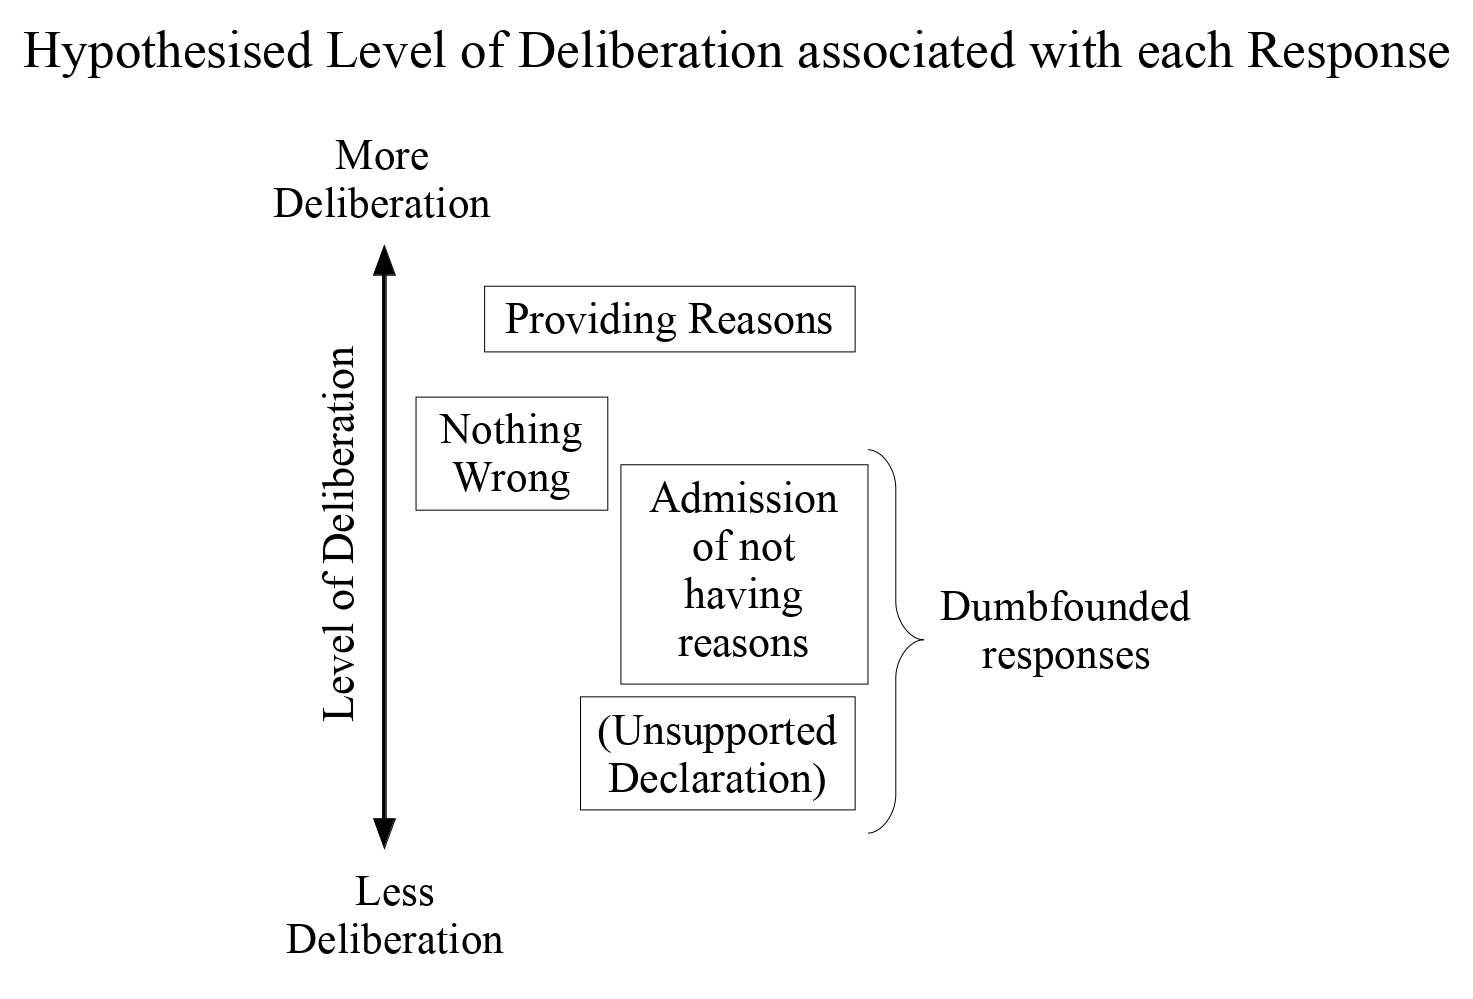 Hypothesised Level of Deliberation associated with each Response
More
Deliberation
Level of Deliberation
Providing Reasons
Nothing
Wrong
Admission
of not
having
reasons
(Unsupported
Declaration)
Dumbfounded
responses
Less
Deliberation